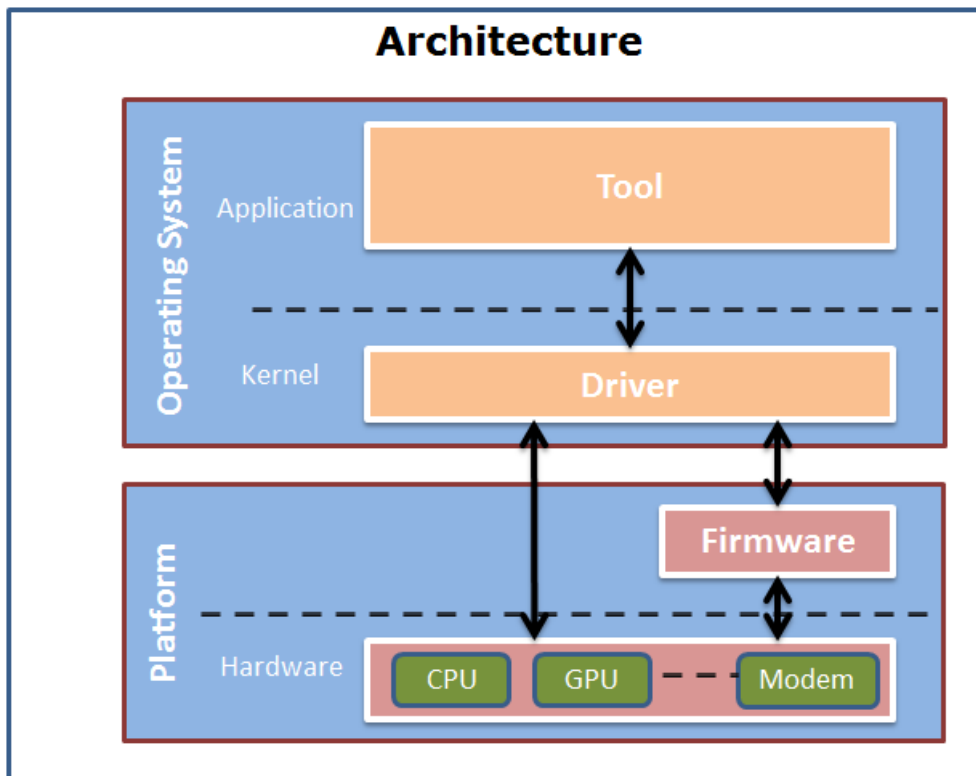 Architecture
Operating System
Application
Tool
Kernel
Driver
Platform
Firmware
Hardware
CPU
GPU
Modem